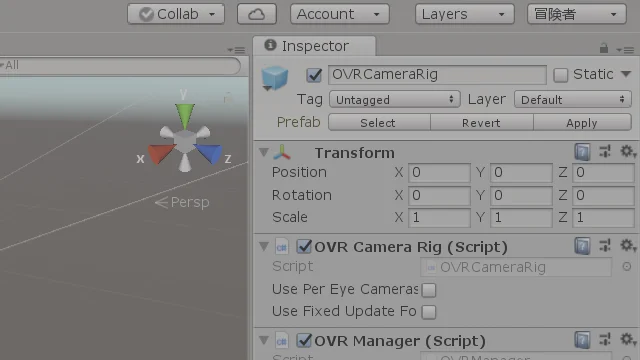 Collab Account Layers 冒険者
Inspector
All
OVRCameraRig Static
Tag Untagged Layer Default
Prefab Select Revert Apply
y
x z
Persp
Transform
Position X 0 Y 0 Z 0
Rotation X 0 Y 0 Z 0
Scale X 1 Y 1 Z 1
OVR Camera Rig (Script)
Script OVRCameraRig
Use Per Eye Cameras
Use Fixed Update Fo
OVR Manager (Script)
Script OVRManager